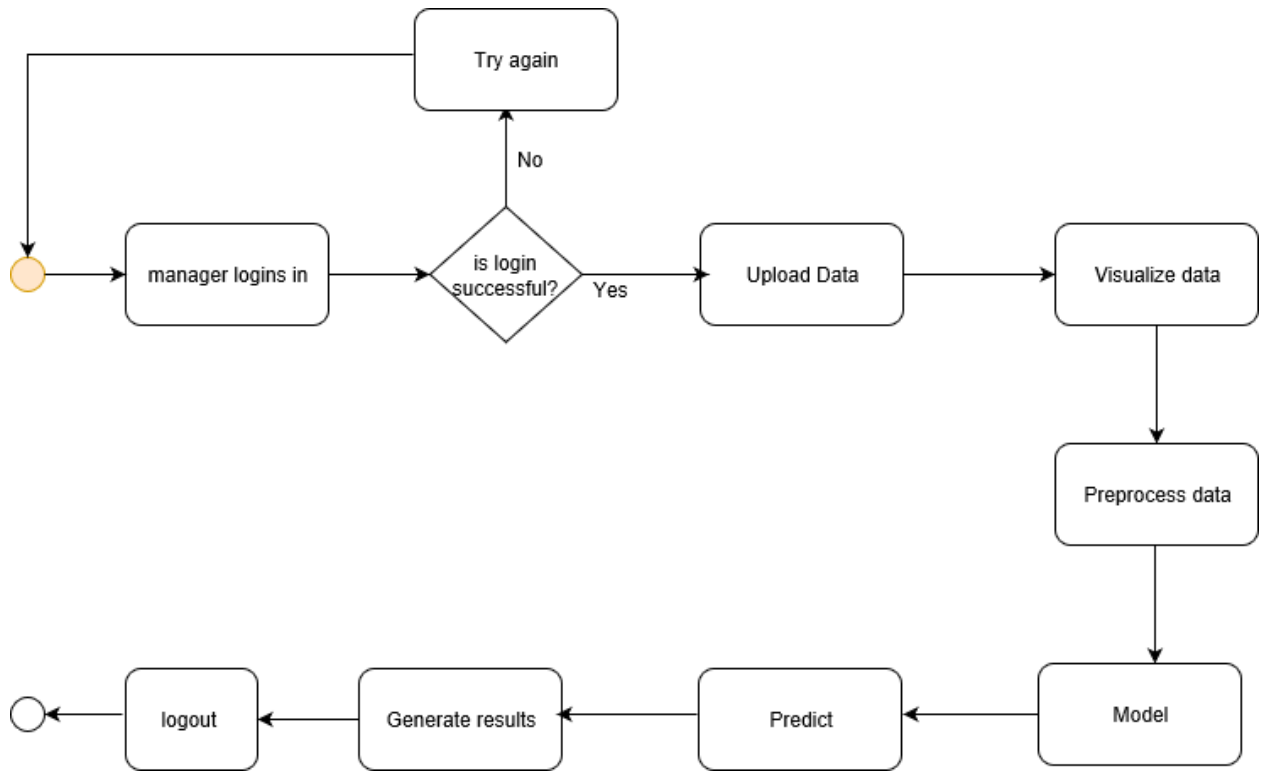 Try again
No
manager logins in
is login
successful?
Yes
Upload Data
Visualize data
Preprocess data
Model
Predict
Generate results
logout